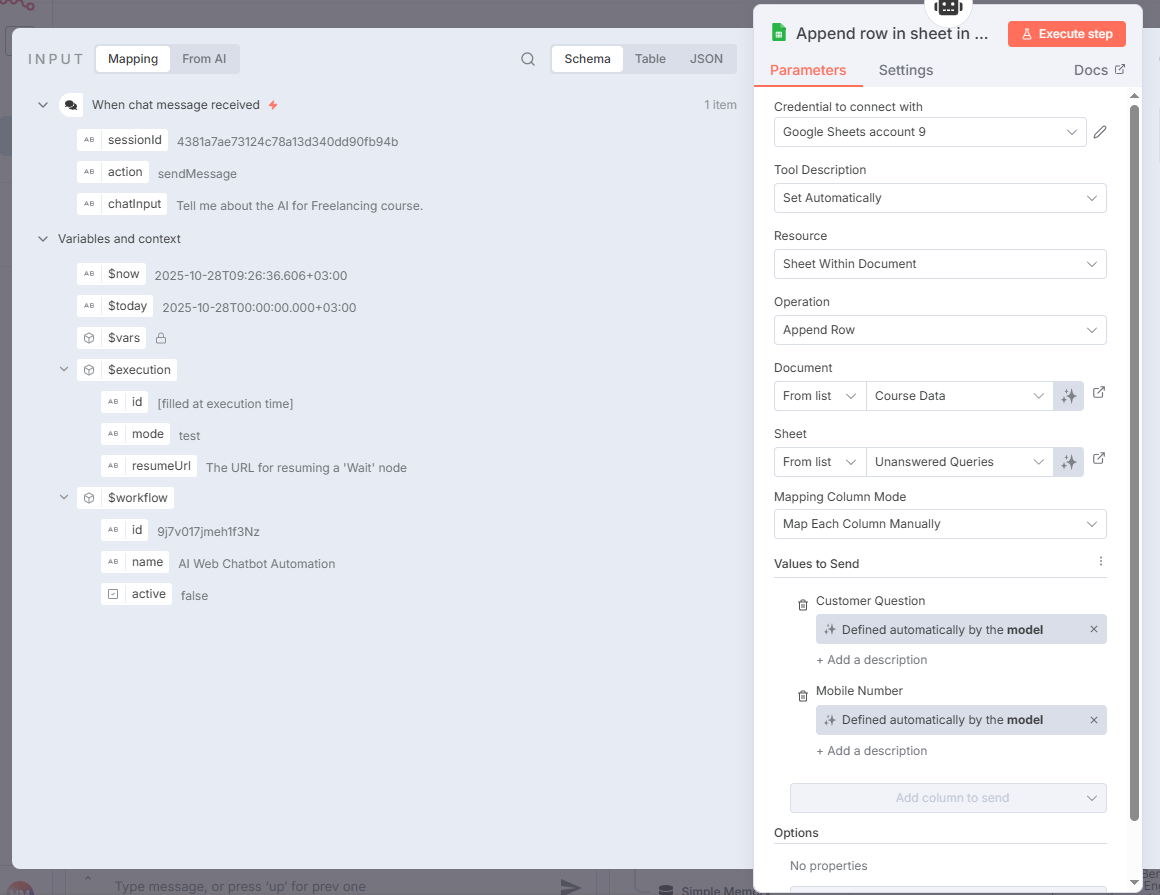 INPUT
Mapping
From AI
Schema
Table
JSON
When chat message received
1 item
AB sessionId 4381a7ae73124c78a13d340dd90fb94b
AB action sendMessage
AB chatInput Tell me about the AI for Freelancing course.
Variables and context
AB $now 2025-10-28T09:26:36.606+03:00
AB $today 2025-10-28T00:00:00.000+03:00
$vars
$execution
AB id [filled at execution time]
AB mode test
AB resumeUrl The URL for resuming a 'Wait' node
$workflow
AB id 9j7v017jmeh1f3Nz
AB name AI Web Chatbot Automation
active false
Append row in sheet in ...
Execute step
Parameters
Settings
Docs
Credential to connect with
Google Sheets account 9
Tool Description
Set Automatically
Resource
Sheet Within Document
Operation
Append Row
Document
From list
Course Data
Sheet
From list
Unanswered Queries
Mapping Column Mode
Map Each Column Manually
Values to Send
Customer Question
Defined automatically by the model
+ Add a description
Mobile Number
Defined automatically by the model
+ Add a description
Add column to send
Options
No properties
Type message, or press 'up' for prev one
Simple Mem